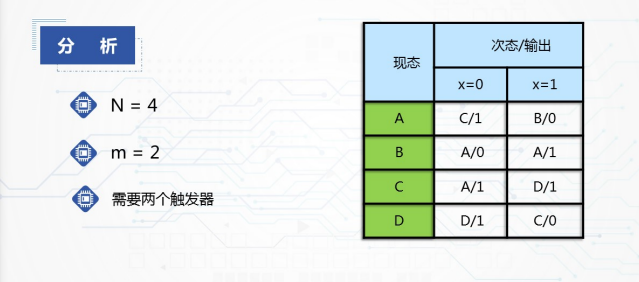 分 析
N = 4
m = 2
需要两个触发器
现态 次态/输出
x=0 x=1
A C/1 B/0
B A/0 A/1
C A/1 D/1
D D/1 C/0